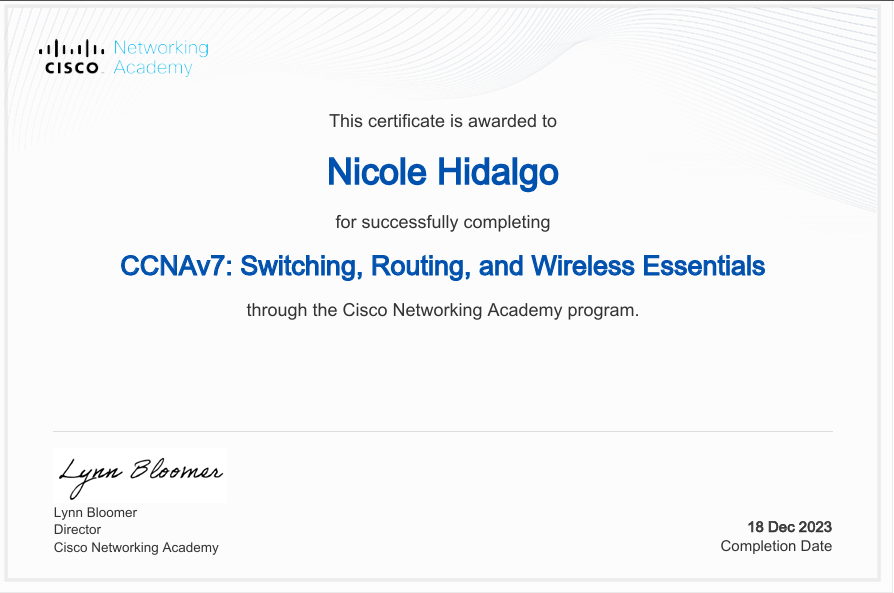 Networking
CISCO Academy
This certificate is awarded to
Nicole Hidalgo
for successfully completing
CCNAv7: Switching, Routing, and Wireless Essentials
through the Cisco Networking Academy program.
Lynn Bloomer
Lynn Bloomer
Director
Cisco Networking Academy
18 Dec 2023
Completion Date